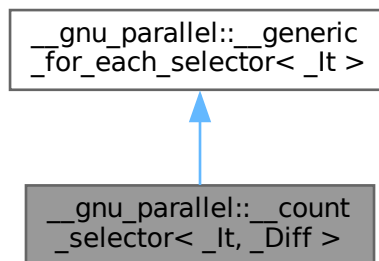 __gnu_parallel::__generic
_for_each_selector< _It >
__gnu_parallel::__count
_selector< _It, _Diff >